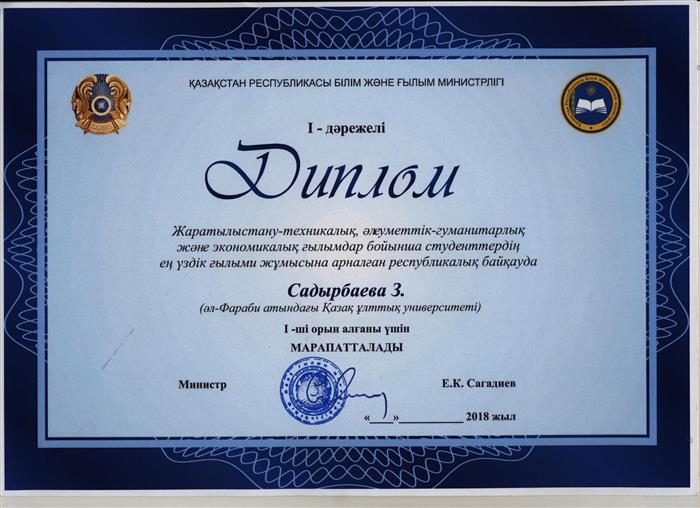 ҚАЗАҚСТАН РЕСПУБЛИКАСЫ БІЛІМ ЖӘНЕ ҒЫЛЫМ МИНИСТРЛІГІ
І - дәрежелі
Диплом
Жаратылыстану-техникалық, әлеуметтік-гуманитарлық
және экономикалық ғылымдар бойынша студенттердің
ең үздік ғылыми жұмысына арналған республикалық байқауда
Садырбаева З.
(әл-Фараби атындағы Қазақ ұлттық университеті)
І -ші орын алғаны үшін
МАРАПАТТАЛАДЫ
Министр Е.К. Сагадиев
«____»____________ 2018 жыл